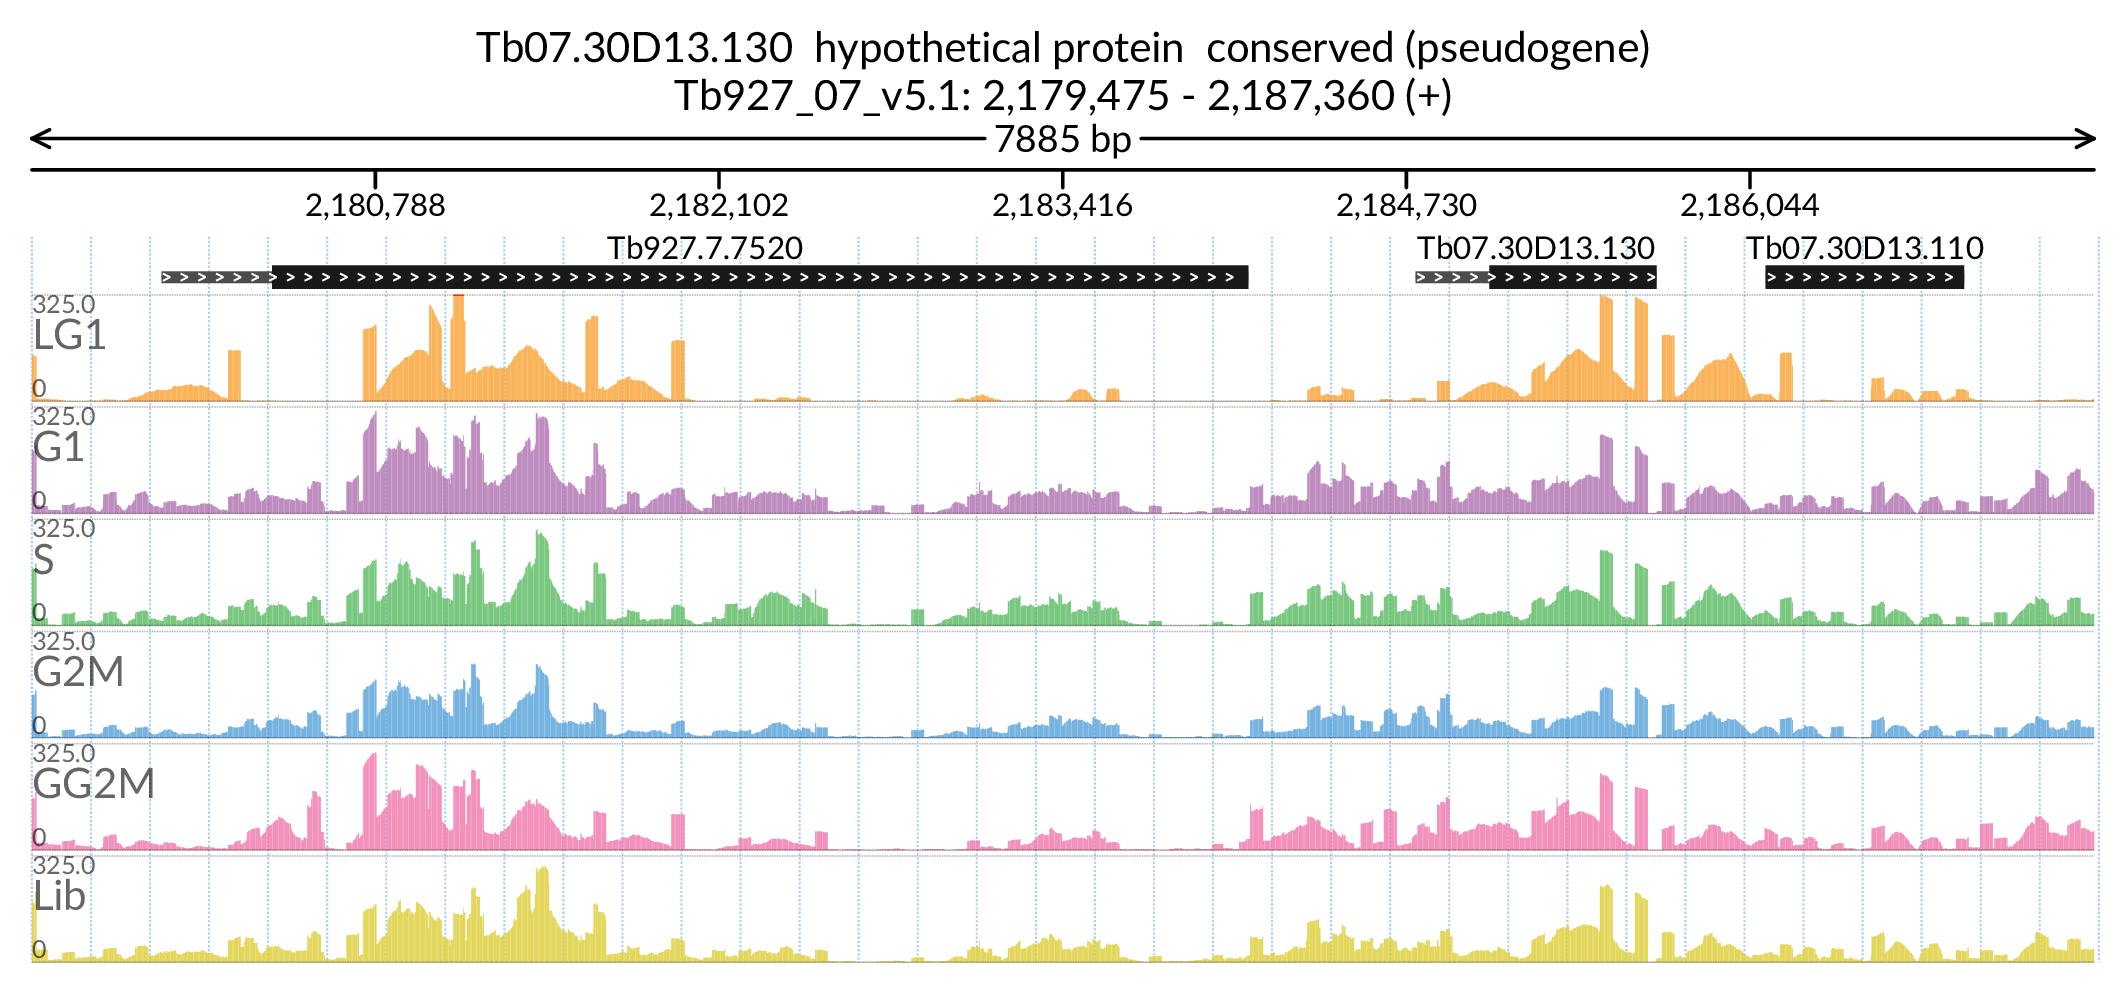 Tb07.30D13.130 hypothetical protein conserved (pseudogene)
Tb927_07_v5.1: 2,179,475 - 2,187,360 (+)
7885 bp
2,180,788 2,182,102 2,183,416 2,184,730 2,186,044
Tb927.7.7520 Tb07.30D13.130 Tb07.30D13.110
325.0
LG1
0
325.0
G1
0
325.0
S
0
325.0
G2M
0
325.0
GG2M
0
325.0
Lib
0